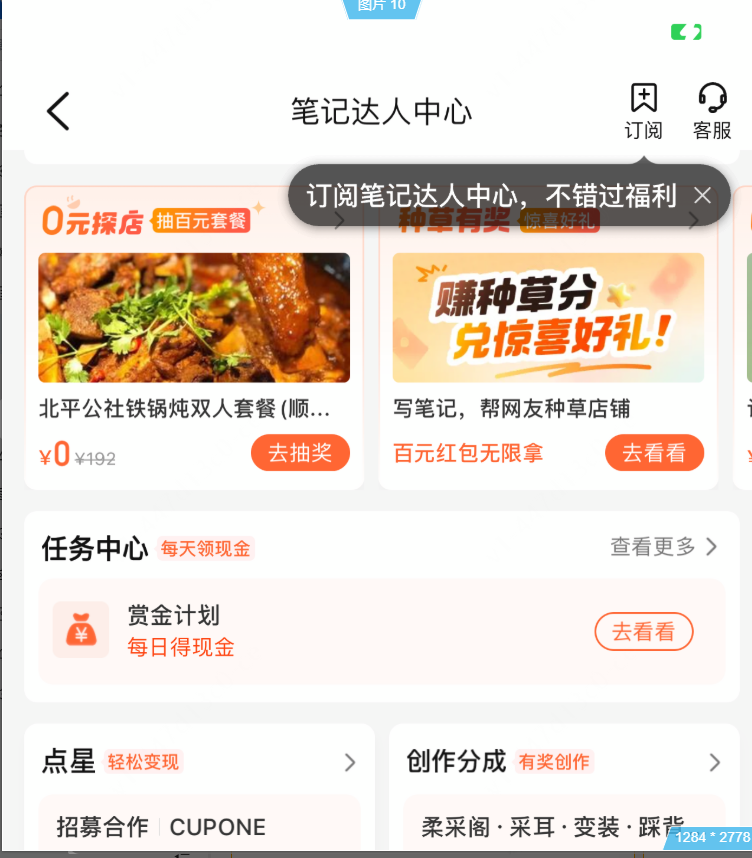 图片 10
笔记达人中心
订阅
客服
订阅笔记达人中心，不错过福利
0元探店 抽百元套餐
种草有奖 惊喜好礼
赚种草分
兑惊喜好礼！
北平公社铁锅炖双人套餐 (顺...
¥0 ¥192
去抽奖
写笔记，帮网友种草店铺
百元红包无限拿
去看看
任务中心 每天领现金
查看更多
¥
赏金计划
每日得现金
去看看
点星 轻松变现
招募合作 CUPONE
创作分成 有奖创作
柔采阁 · 采耳 · 变装 · 踩背
1284 * 2778